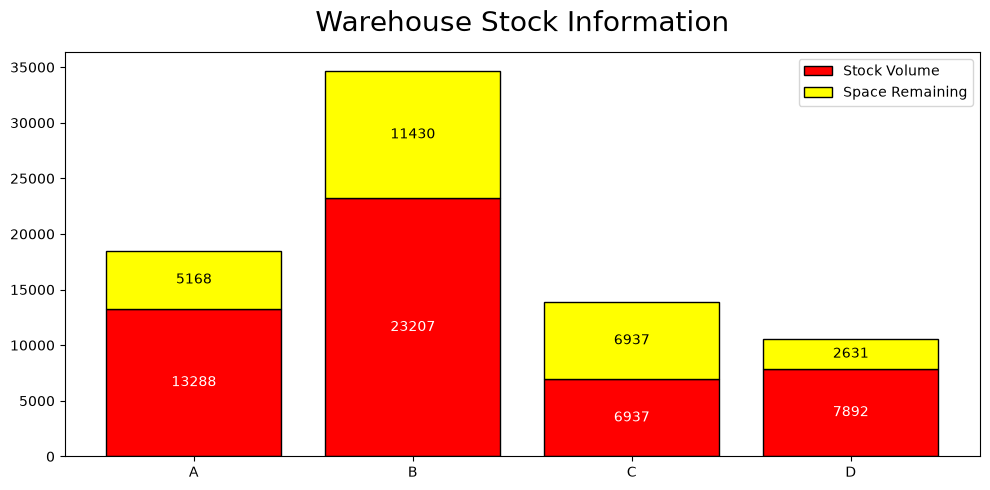 Warehouse Stock Information
35000
30000
25000
20000
15000
10000
5000
0
Stock Volume
Space Remaining
5168
13288
11430
23207
6937
6937
2631
7892
A
B
C
D